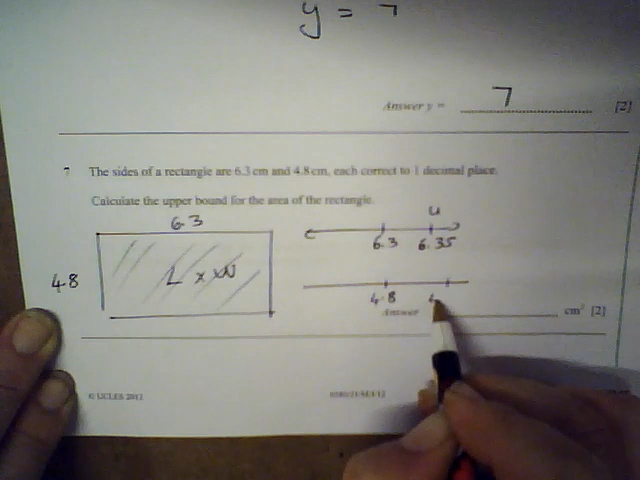 y = 7
Answer y = 7 [2]
7 The sides of a rectangle are 6.3 cm and 4.8 cm, each correct to 1 decimal place.
Calculate the upper bound for the area of the rectangle.
6.3
u
6.3 6.35
4.8
L x W
4.8 4
Answer cm² [2]
© UCLES 2012